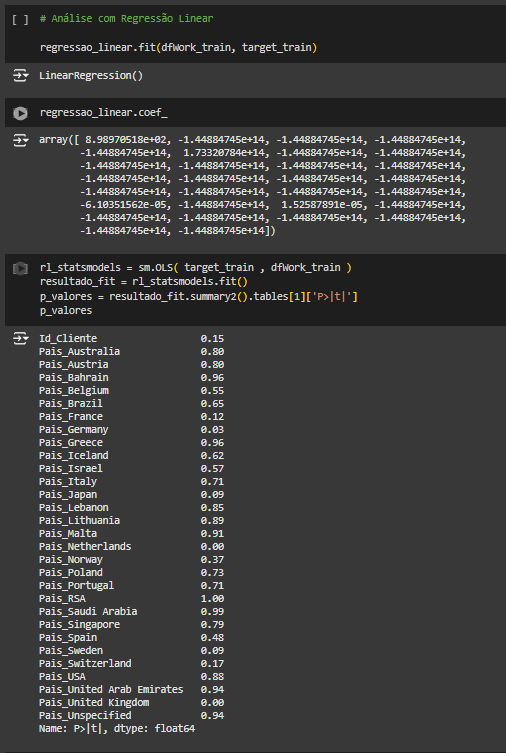 [ ] # Análise com Regressão Linear
regressao_linear.fit(dfWork_train, target_train)
LinearRegression()
regressao_linear.coef_
array([ 8.98970518e+02, -1.44884745e+14, -1.44884745e+14, -1.44884745e+14,
-1.44884745e+14,  1.73320784e+14, -1.44884745e+14, -1.44884745e+14,
-1.44884745e+14, -1.44884745e+14, -1.44884745e+14, -1.44884745e+14,
-1.44884745e+14, -1.44884745e+14, -1.44884745e+14, -1.44884745e+14,
-1.44884745e+14, -1.44884745e+14, -1.44884745e+14, -1.44884745e+14,
-6.10351562e-05, -1.44884745e+14,  1.52587891e-05, -1.44884745e+14,
-1.44884745e+14, -1.44884745e+14, -1.44884745e+14, -1.44884745e+14,
-1.44884745e+14, -1.44884745e+14])
rl_statsmodels = sm.OLS( target_train , dfWork_train )
resultado_fit = rl_statsmodels.fit()
p_valores = resultado_fit.summary2().tables[1]['P>|t|']
p_valores
Id_Cliente 0.15
Pais_Australia 0.80
Pais_Austria 0.80
Pais_Bahrain 0.96
Pais_Belgium 0.55
Pais_Brazil 0.65
Pais_France 0.12
Pais_Germany 0.03
Pais_Greece 0.96
Pais_Iceland 0.62
Pais_Israel 0.57
Pais_Italy 0.71
Pais_Japan 0.09
Pais_Lebanon 0.85
Pais_Lithuania 0.89
Pais_Malta 0.91
Pais_Netherlands 0.00
Pais_Norway 0.37
Pais_Poland 0.73
Pais_Portugal 0.71
Pais_RSA 1.00
Pais_Saudi Arabia 0.99
Pais_Singapore 0.79
Pais_Spain 0.48
Pais_Sweden 0.09
Pais_Switzerland 0.17
Pais_USA 0.88
Pais_United Arab Emirates 0.94
Pais_United Kingdom 0.00
Pais_Unspecified 0.94
Name: P>|t|, dtype: float64